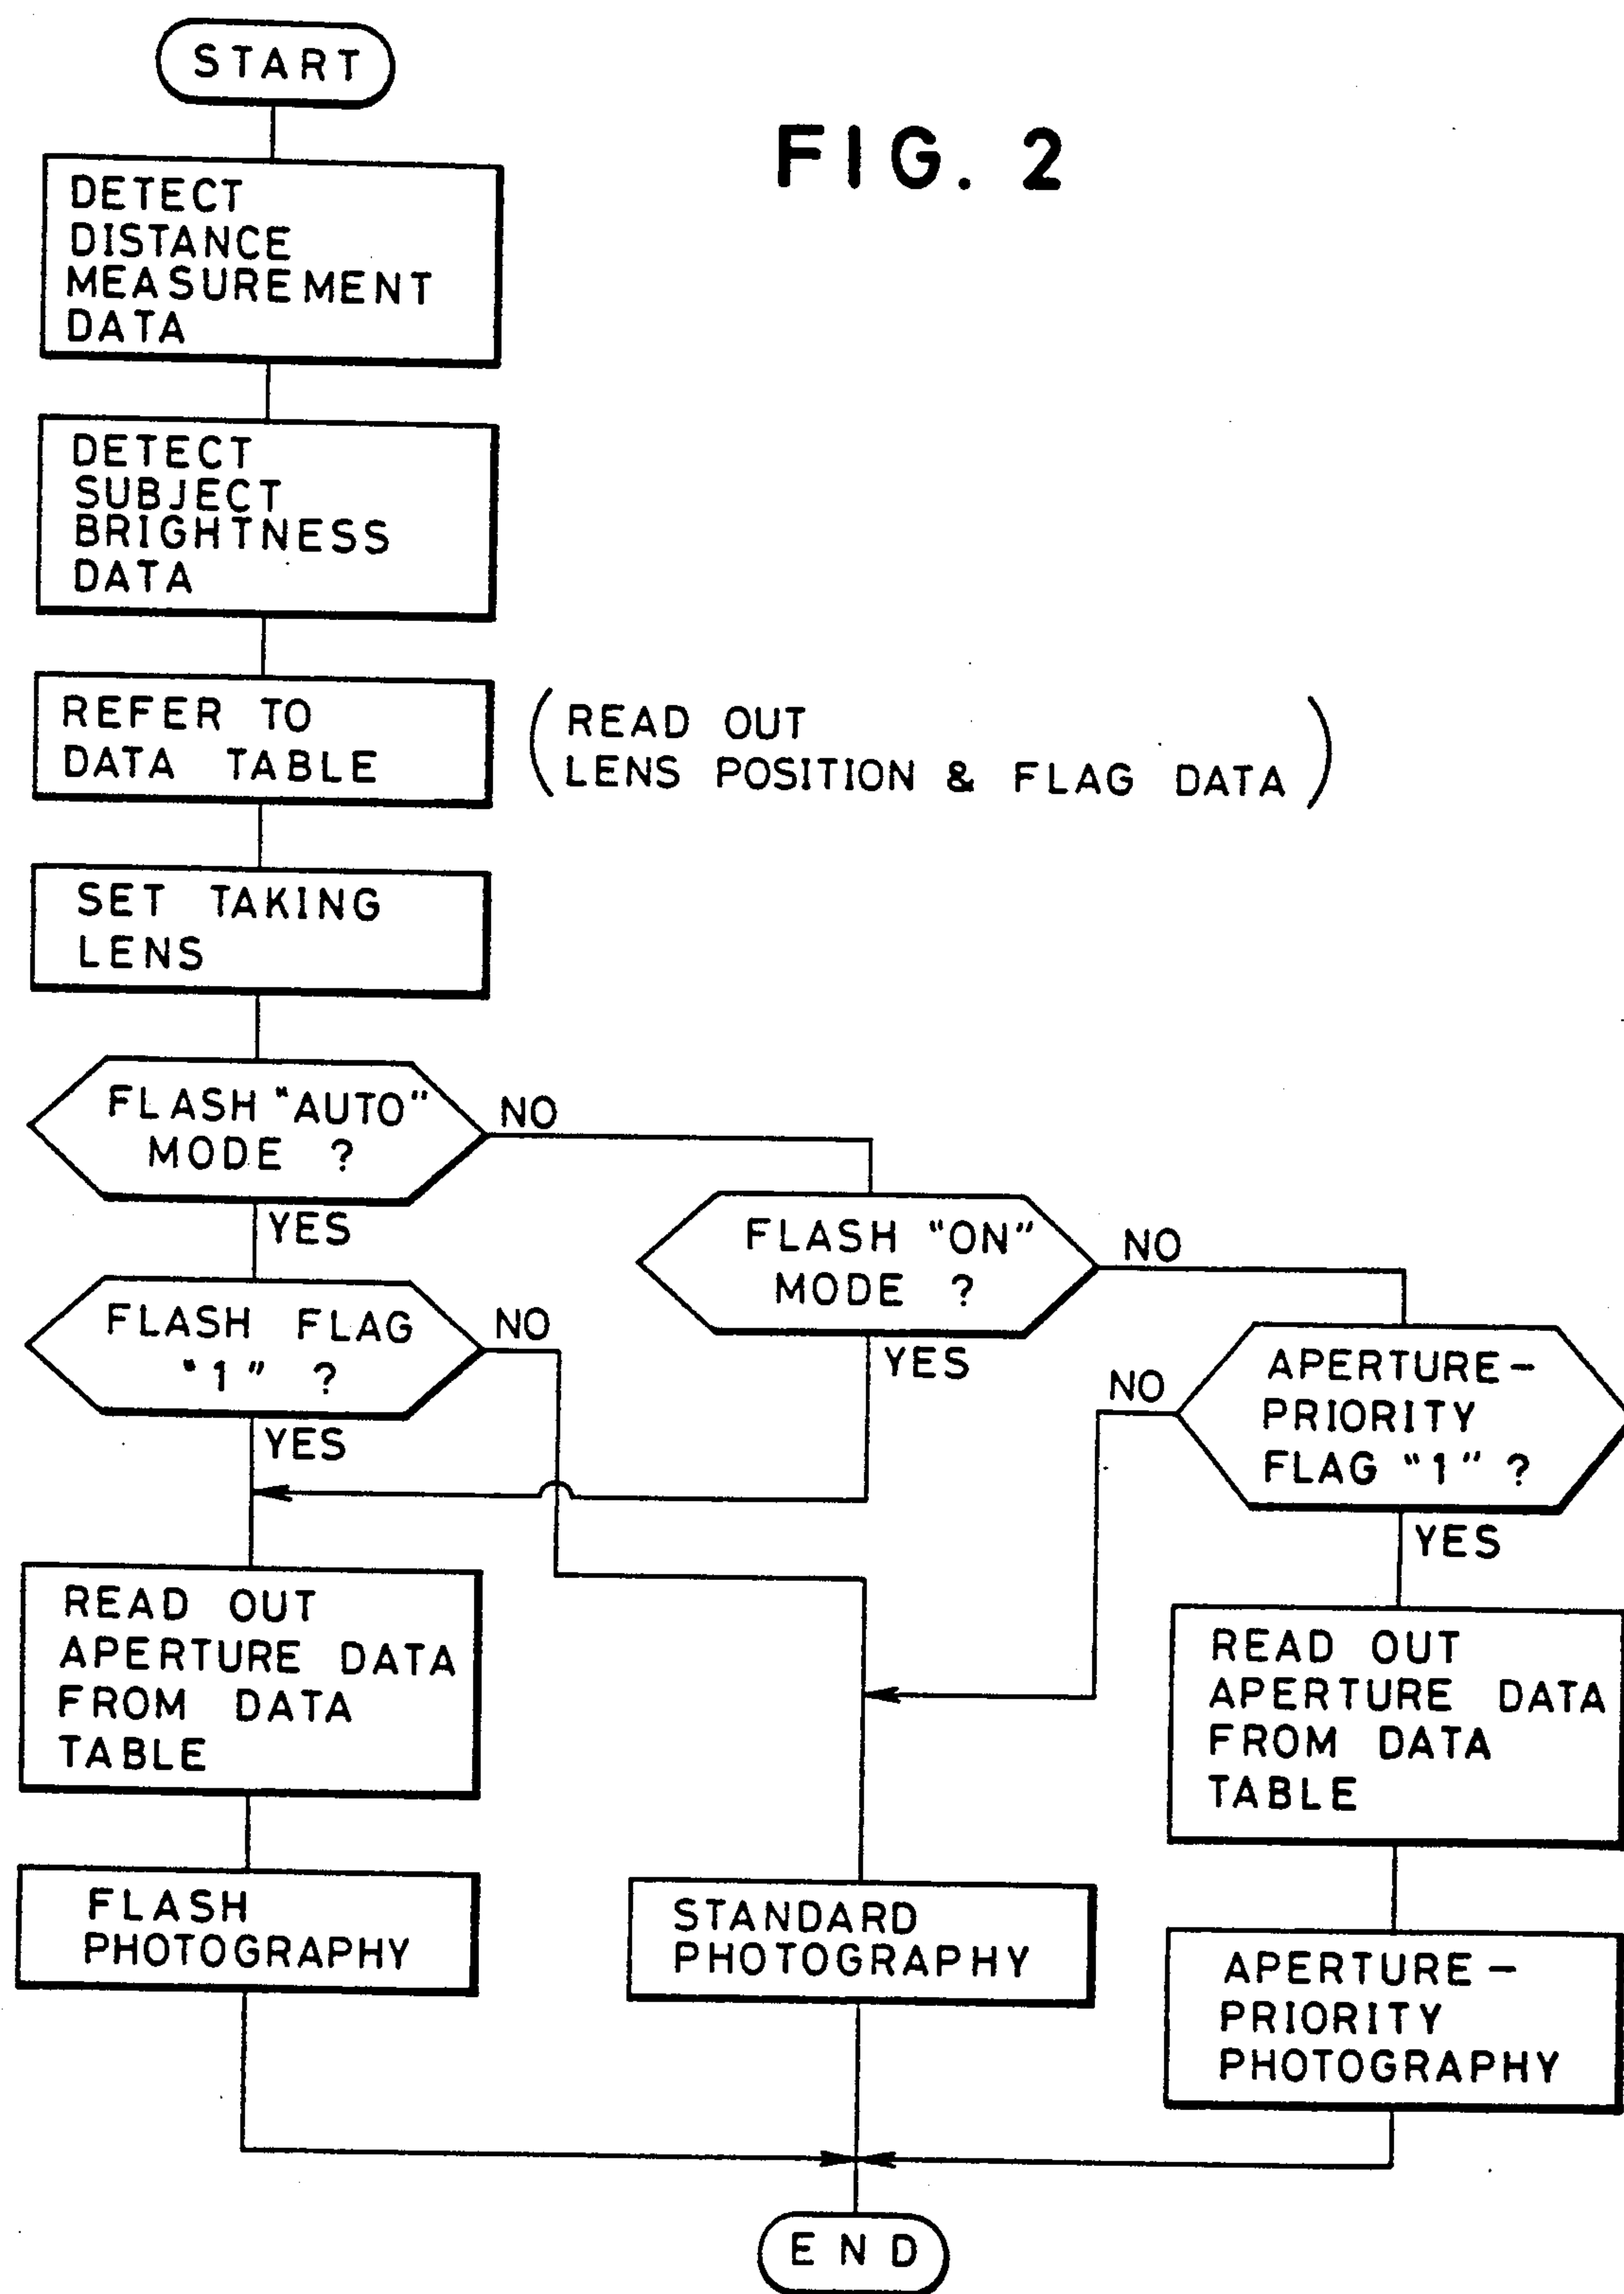 START
FIG. 2
DETECT
DISTANCE
MEASUREMENT
DATA
DETECT
SUBJECT
BRIGHTNESS
DATA
REFER TO
DATA TABLE
(READ OUT
LENS POSITION & FLAG DATA)
SET TAKING
LENS
FLASH "AUTO"
MODE ?
NO
YES
FLASH "ON"
MODE ?
NO
YES
FLASH FLAG
"1" ?
NO
YES
APERTURE-
PRIORITY
FLAG "1" ?
NO
YES
READ OUT
APERTURE DATA
FROM DATA
TABLE
READ OUT
APERTURE DATA
FROM DATA
TABLE
FLASH
PHOTOGRAPHY
STANDARD
PHOTOGRAPHY
APERTURE-
PRIORITY
PHOTOGRAPHY
END